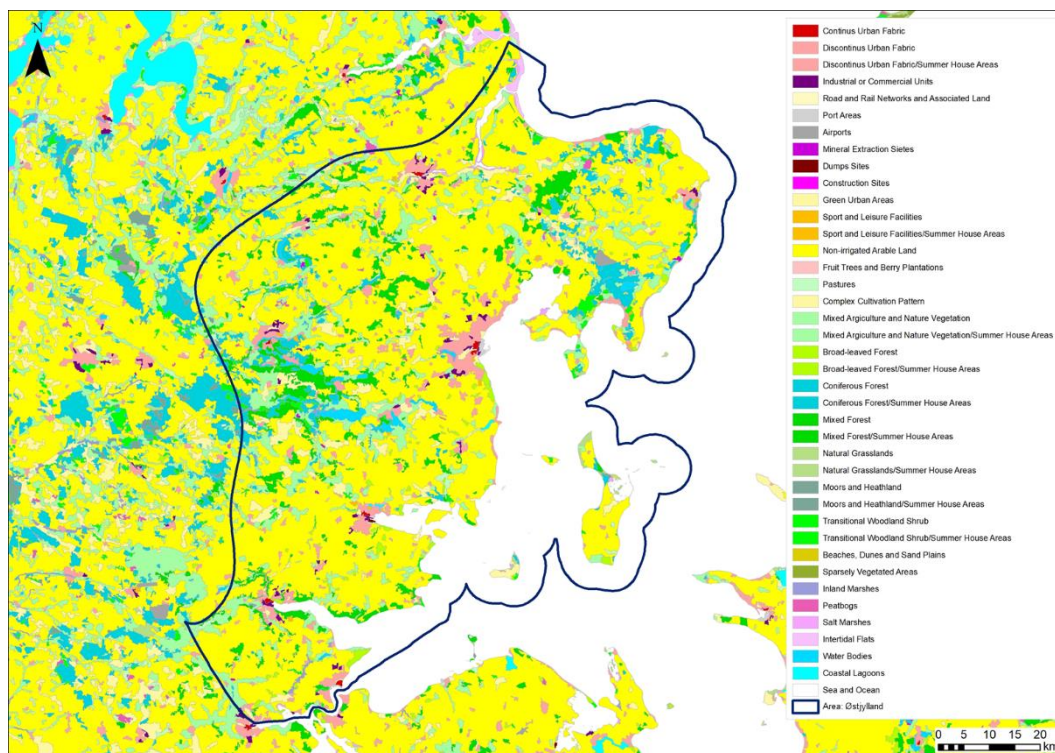 N
Continus Urban Fabric
Discontinus Urban Fabric
Discontinus Urban Fabric/Summer House Areas
Industrial or Commercial Units
Road and Rail Networks and Associated Land
Port Areas
Airports
Mineral Extraction Sietes
Dumps Sites
Construction Sites
Green Urban Areas
Sport and Leisure Facilities
Sport and Leisure Facilities/Summer House Areas
Non-irrigated Arable Land
Fruit Trees and Berry Plantations
Pastures
Complex Cultivation Pattern
Mixed Argiculture and Nature Vegetation
Mixed Argiculture and Nature Vegetation/Summer House Areas
Broad-leaved Forest
Broad-leaved Forest/Summer House Areas
Coniferous Forest
Coniferous Forest/Summer House Areas
Mixed Forest
Mixed Forest/Summer House Areas
Natural Grasslands
Natural Grasslands/Summer House Areas
Moors and Heathland
Moors and Heathland/Summer House Areas
Transitional Woodland Shrub
Transitional Woodland Shrub/Summer House Areas
Beaches, Dunes and Sand Plains
Sparsely Vegetated Areas
Inland Marshes
Peatbogs
Salt Marshes
Intertidal Flats
Water Bodies
Coastal Lagoons
Sea and Ocean
Area: Østjylland
0 5 10 15 20
km